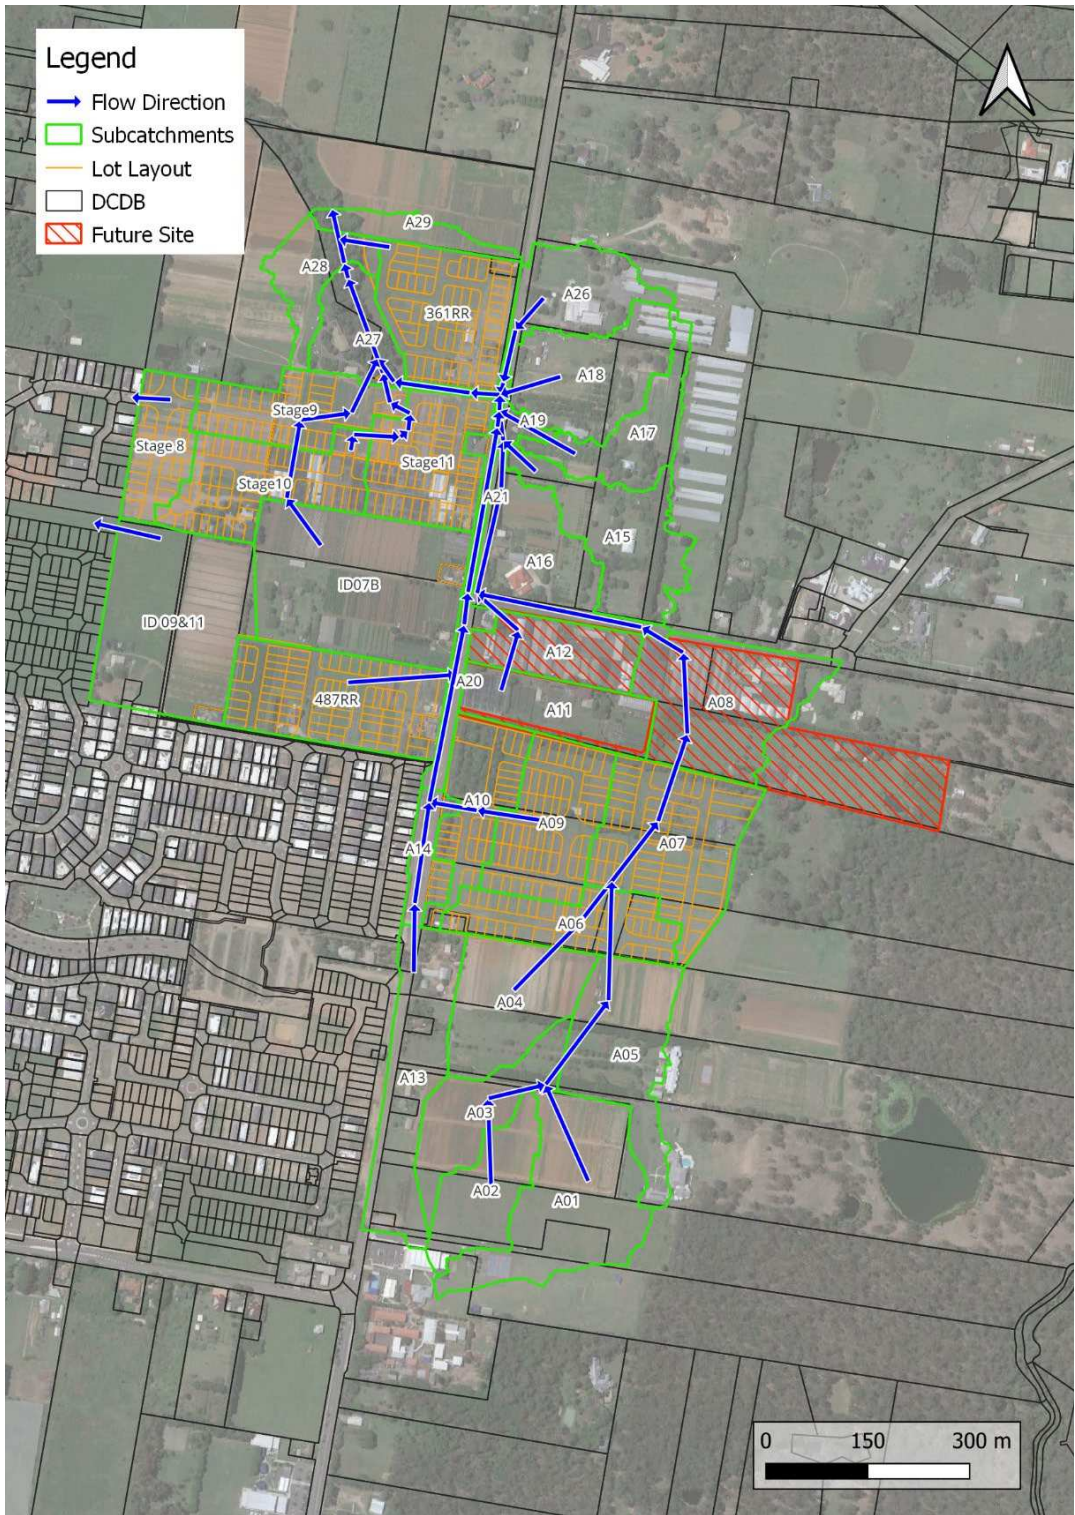 Legend
Flow Direction
Subcatchments
Lot Layout
DCDB
Future Site
A29
A28
A26
361RR
A27
A18
Stage9
A19
A17
Stage 8
Stage11
Stage10
A21
A15
A16
ID07B
ID 09&11
A12
A20
487RR
A08
A11
A10
A09
A14
A07
A06
A04
A05
A13
A03
A02
A01
0 150 300 m